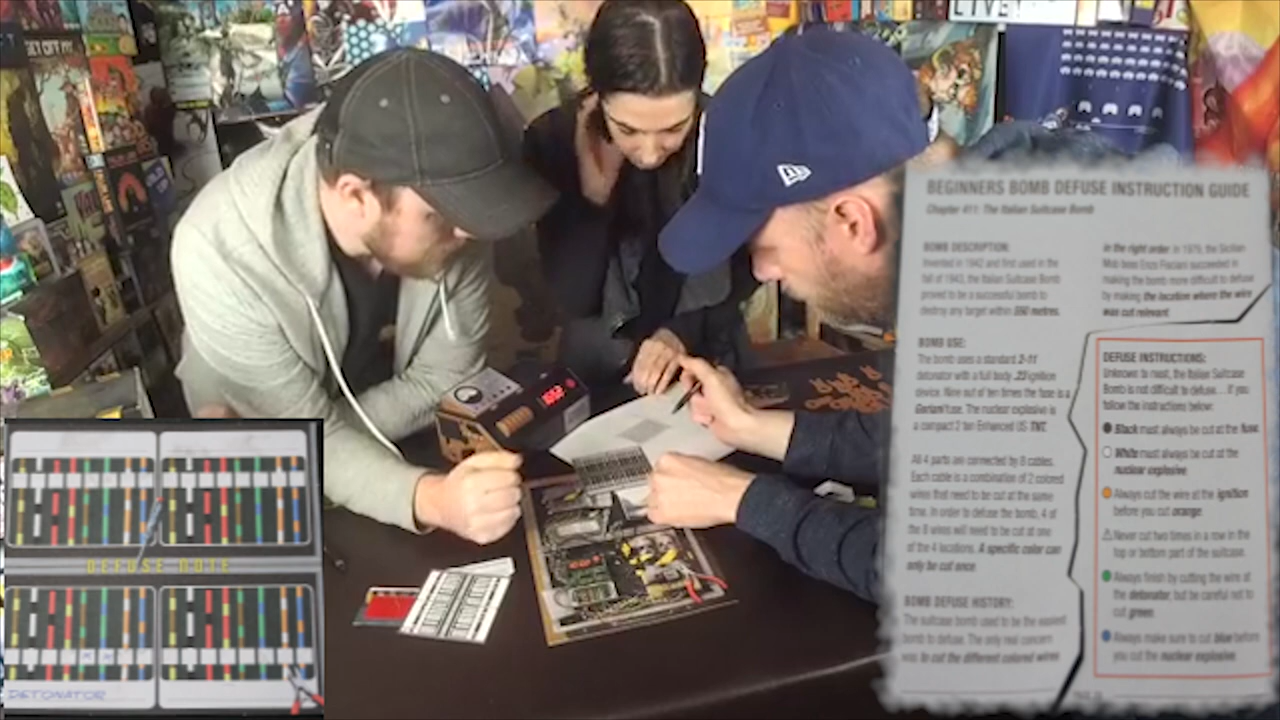 LIVE!
BEGINNERS BOMB DEFUSE INSTRUCTION GUIDE
Chapter 411: The Italian Suitcase Bomb
BOMB DESCRIPTION:
Invented in 1942 and first used in the
fall of 1943, the Italian Suitcase Bomb
proved to be a successful bomb to
destroy any target within 550 metres.
BOMB USE:
The bomb uses a standard 2-11
detonator with a full body .23 ignition
device. Nine out of ten times the fuse is a
fuse. The nuclear explosive is
a compact 2 ton Enhanced US TNT.
All 4 parts are connected by 8 cables.
Each cable is a combination of 2 colored
wires that need to be cut at the same
time. In order to defuse the bomb, 4 of
the 8 wires will need to be cut at one
of the 4 locations. A specific color can
only be cut once.
BOMB DEFUSE HISTORY:
The suitcase bomb used to be the easiest
bomb to defuse. The only real concern
was to cut the different colored wires
in the right order. In 1979, the Sicilian
Mob boss Enzo succeeded in
making the bomb more difficult to defuse
by making the location where the wire
was cut relevant.
DEFUSE INSTRUCTIONS:
Unknown to most, the Italian Suitcase
Bomb is not difficult to defuse... if you
follow the instructions below:
Black must always be cut at the fuse.
White must always be cut at the
nuclear explosive.
Always cut the wire at the ignition
before you cut orange.
Never cut two times in a row in the
top or bottom part of the suitcase.
Always finish by cutting the wire at
the detonator, but be careful not to
cut green.
Always make sure to cut blue before
you cut the nuclear explosive.
DEFUSE NOTE
DETONATOR